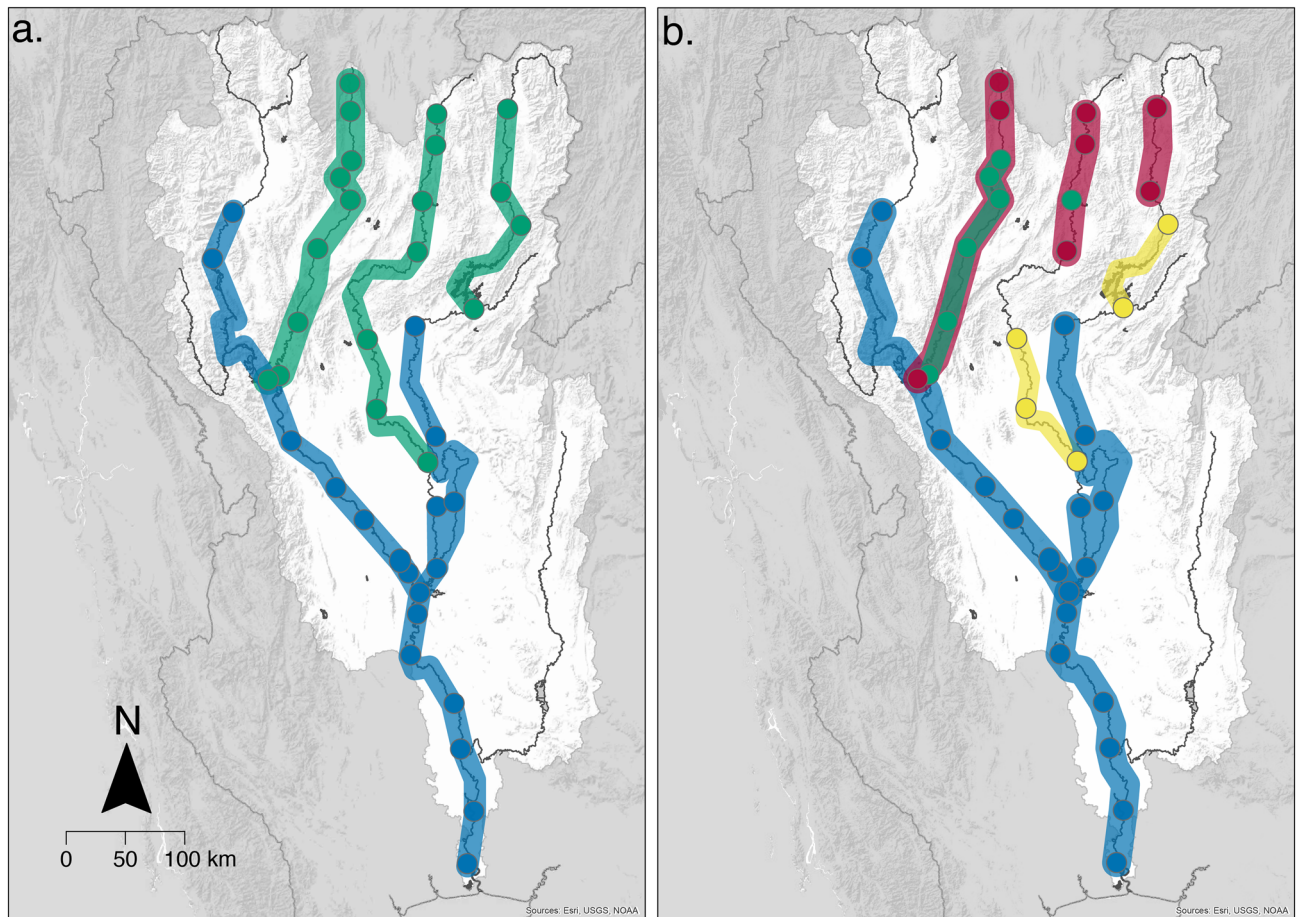 a.
b.
N
0 50 100 km
Sources: Esri, USGS, NOAA
Sources: Esri, USGS, NOAA